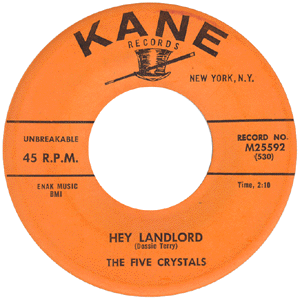 KANE
RECORDS
NEW YORK, N.Y.
UNBREAKABLE
45 R.P.M.
RECORD NO.
M25592
(530)
ENAK MUSIC
BMI
Time, 2:18
HEY LANDLORD
(Dossie Terry)
THE FIVE CRYSTALS